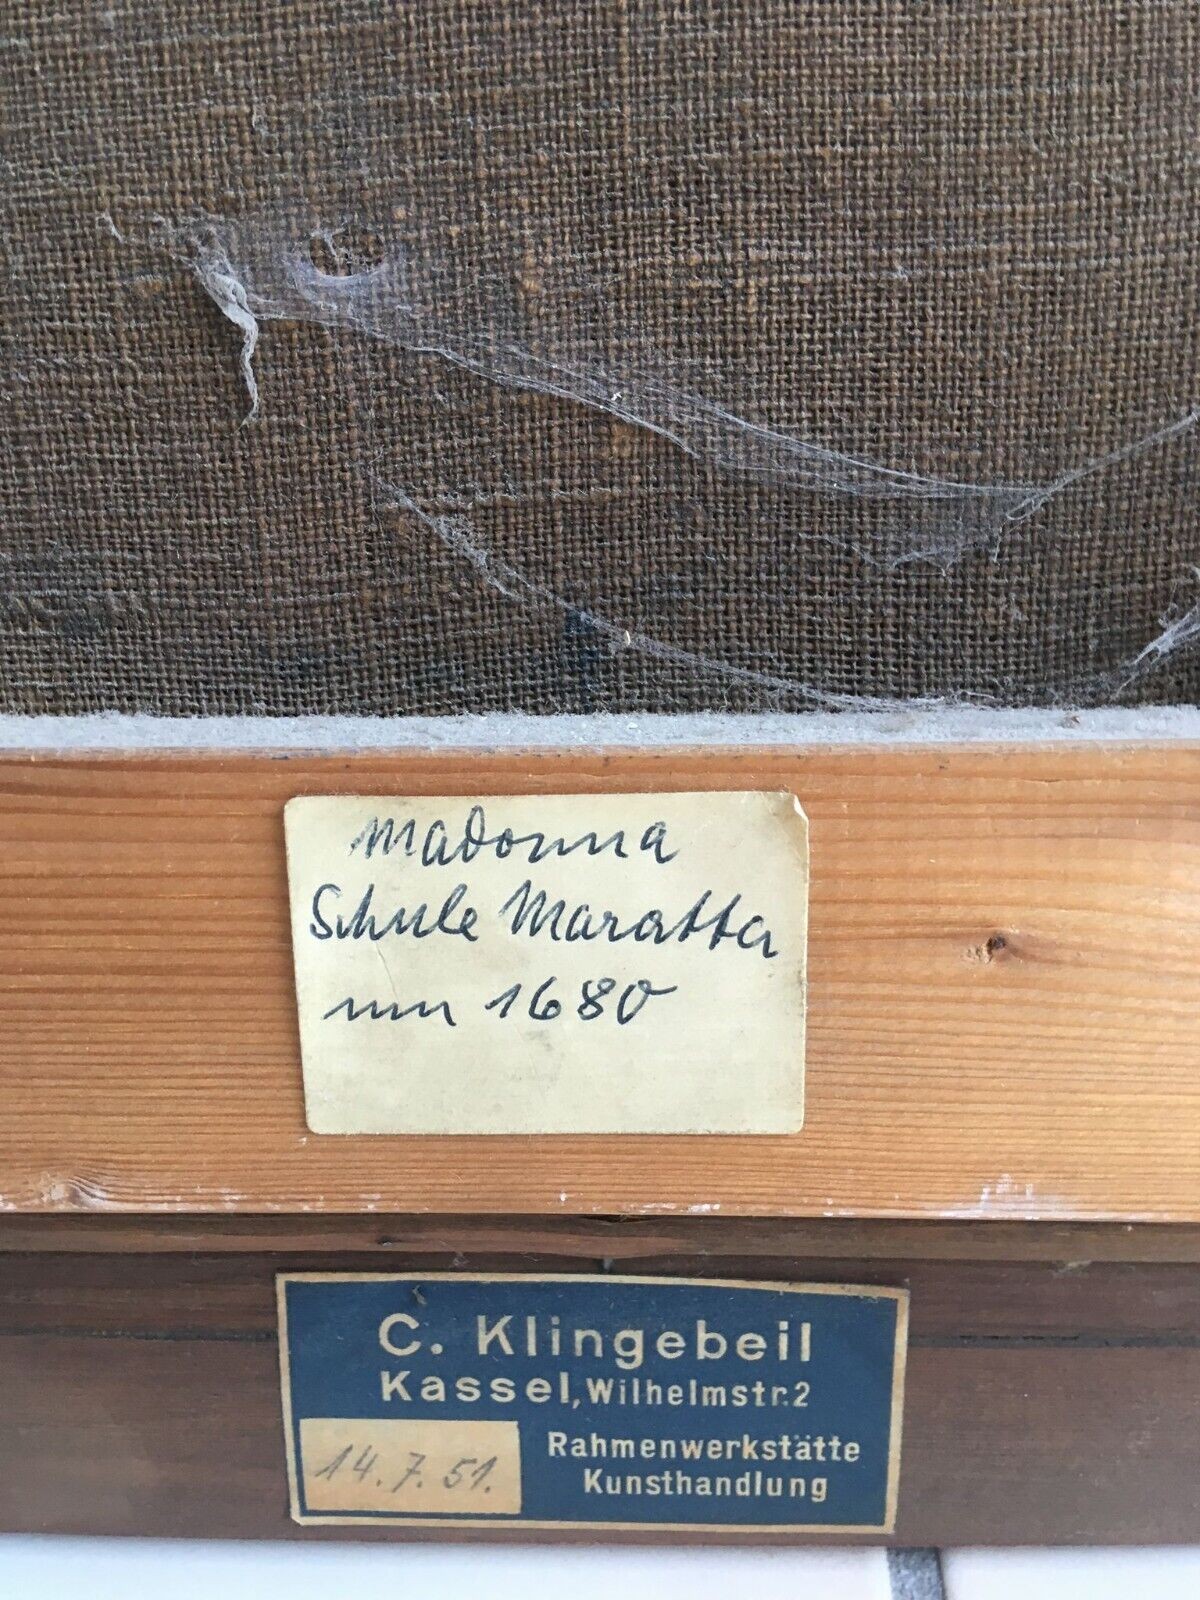 Madonna
Schule Maratta
um 1680
C. Klingebeil
Kassel, Wilhelmstr. 2
Rahmenwerkstätte
Kunsthandlung
14. 7. 51.